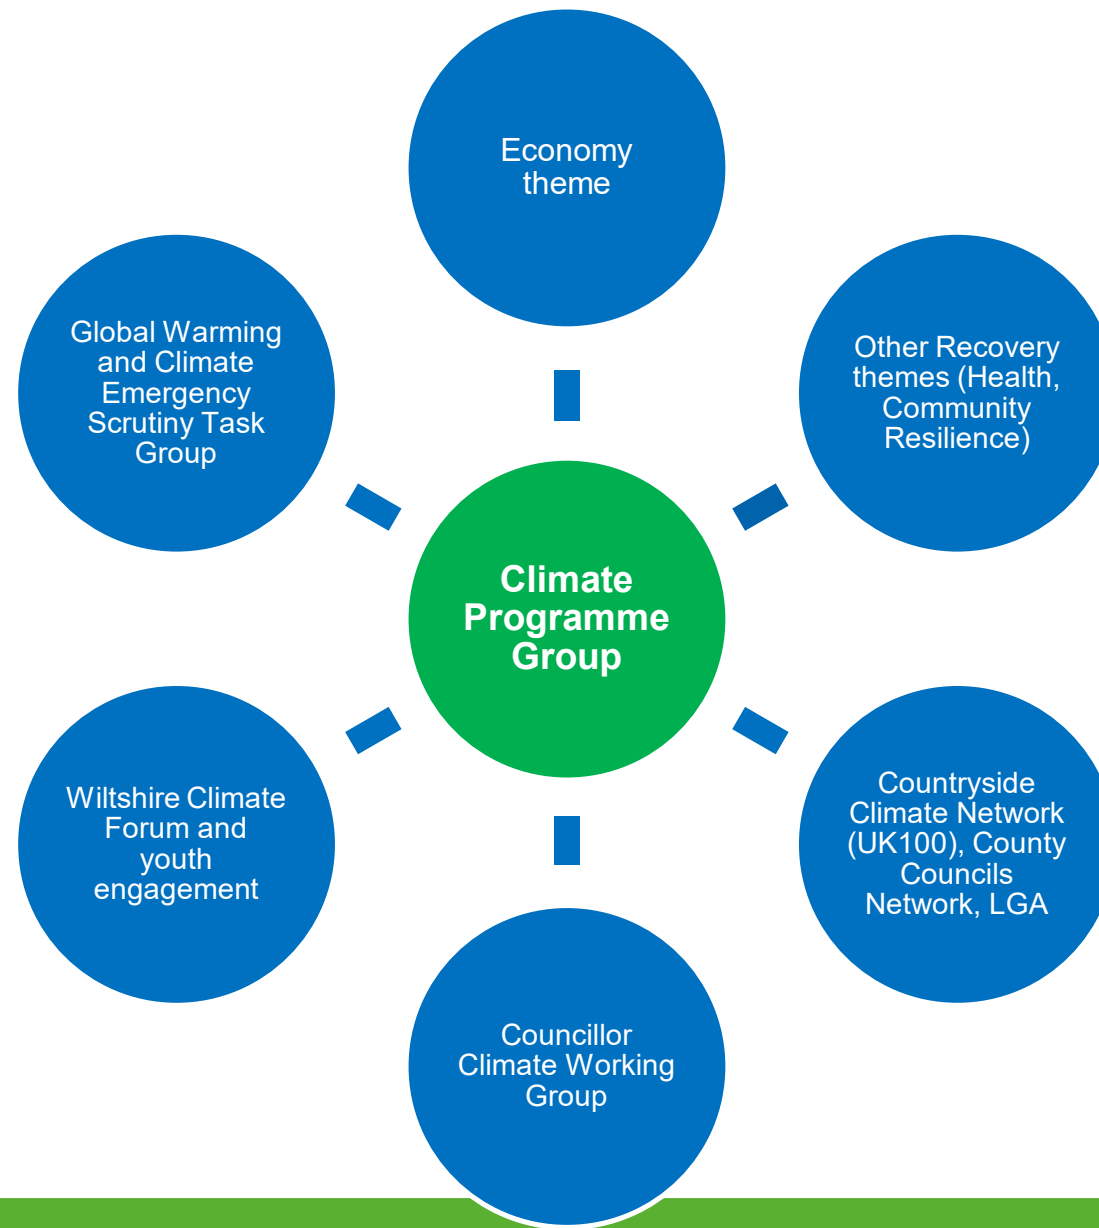 Economy
theme
Global Warming
and Climate
Emergency
Scrutiny Task
Group
Other Recovery
themes (Health,
Community
Resilience)
Climate
Programme
Group
Wiltshire Climate
Forum and
youth
engagement
Countryside
Climate Network
(UK100), County
Councils
Network, LGA
Councillor
Climate Working
Group